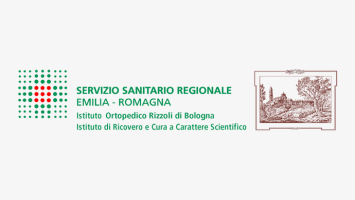 SERVIZIO SANITARIO REGIONALE
EMILIA - ROMAGNA
Istituto Ortopedico Rizzoli di Bologna
Istituto di Ricovero e Cura a Carattere Scientifico